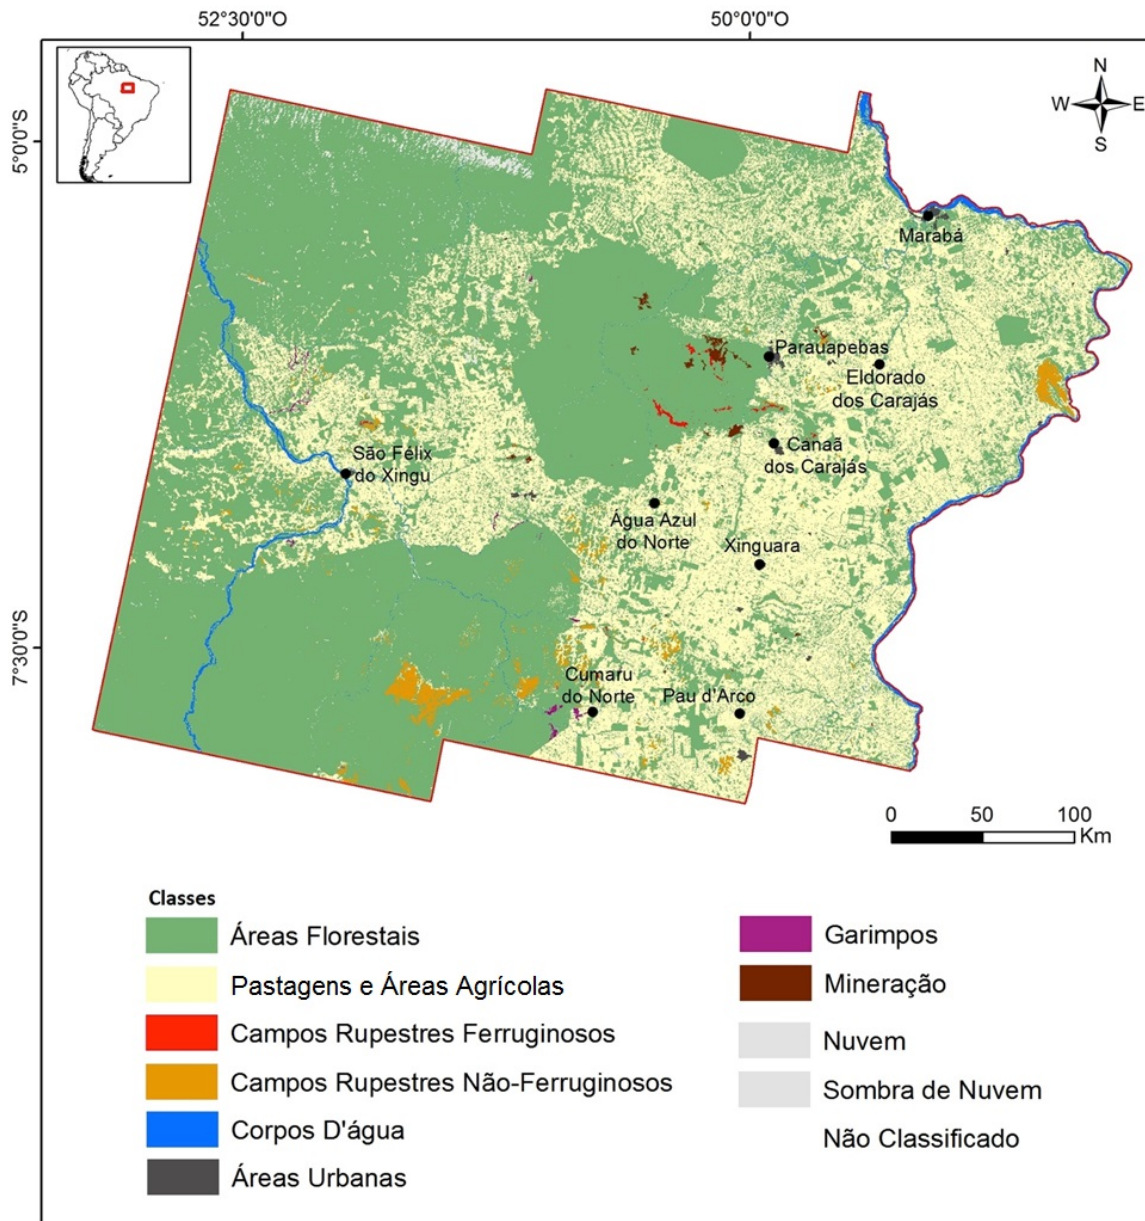 52°30'0"O
50°0'0"O
N
W
E
S
5°0'0"S
Marabá
Parauapebas
Eldorado
dos Carajás
São Félix
do Xingu
Canaã
dos Carajás
Água Azul
do Norte
Xinguara
7°30'0"S
Cumaru
do Norte
Pau d'Arco
0
50
100
Km
Classes
Áreas Florestais
Pastagens e Áreas Agrícolas
Campos Rupestres Ferruginosos
Campos Rupestres Não-Ferruginosos
Corpos D'água
Áreas Urbanas
Garimpos
Mineração
Nuvem
Sombra de Nuvem
Não Classificado